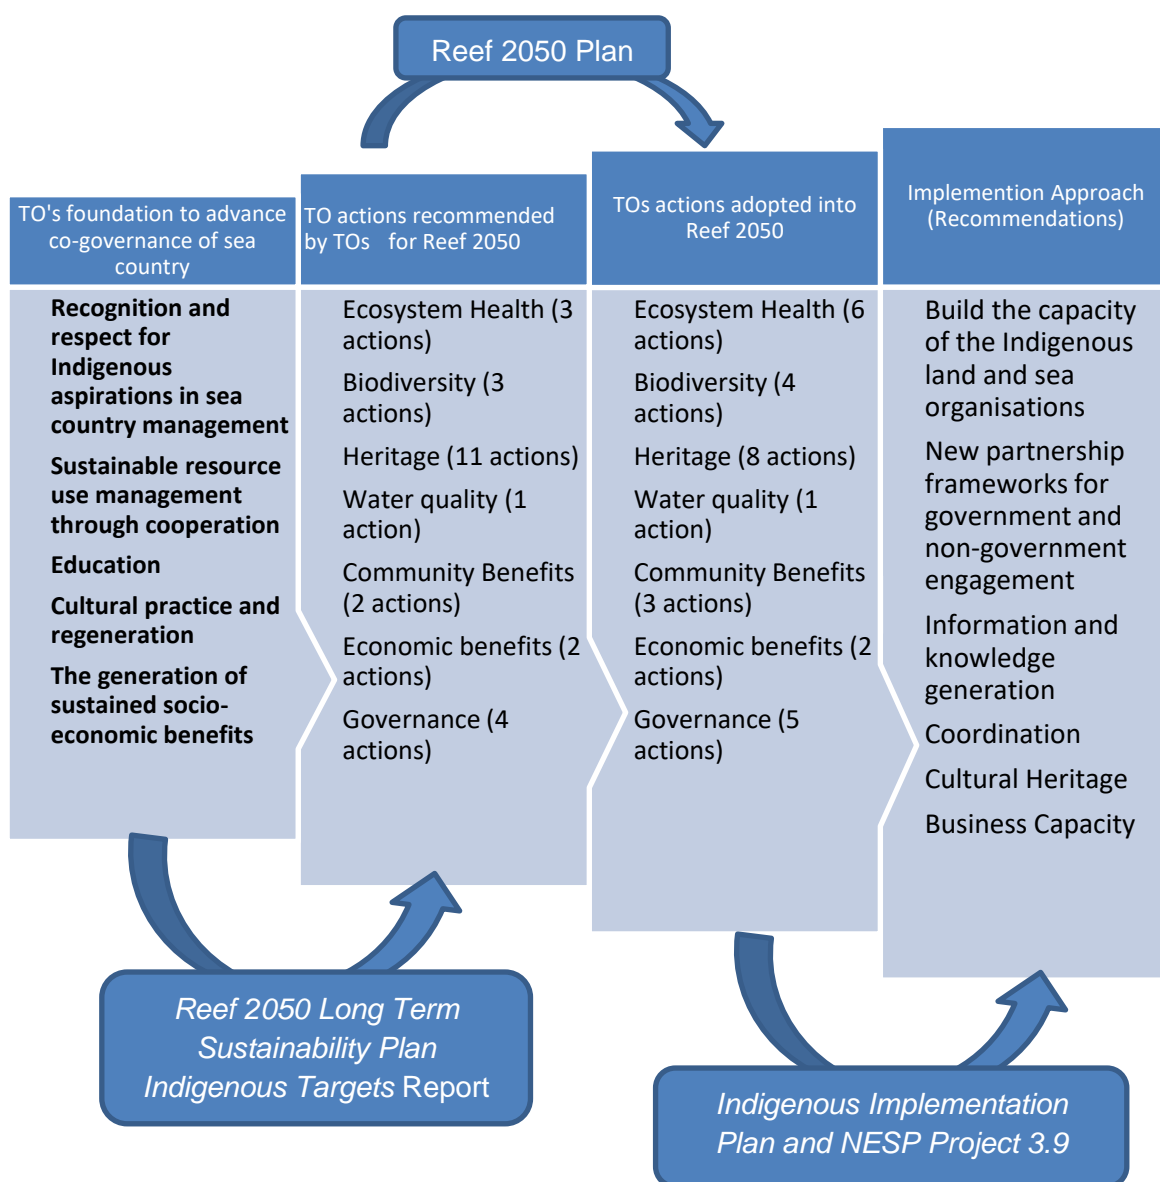 Reef 2050 Plan
TO's foundation to advance
co-governance of sea
country
Recognition and
respect for
Indigenous
aspirations in sea
country management
Sustainable resource
use management
through cooperation
Education
Cultural practice and
regeneration
The generation of
sustained socio-
economic benefits
TO actions recommended
by TOs for Reef 2050
Ecosystem Health (3
actions)
Biodiversity (3
actions)
Heritage (11 actions)
Water quality (1
action)
Community Benefits
(2 actions)
Economic benefits (2
actions)
Governance (4
actions)
TOs actions adopted into
Reef 2050
Ecosystem Health (6
actions)
Biodiversity (4
actions)
Heritage (8 actions)
Water quality (1
action)
Community Benefits
(3 actions)
Economic benefits (2
actions)
Governance (5
actions)
Implemention Approach
(Recommendations)
Build the capacity
of the Indigenous
land and sea
organisations
New partnership
frameworks for
government and
non-government
engagement
Information and
knowledge
generation
Coordination
Cultural Heritage
Business Capacity
Reef 2050 Long Term
Sustainability Plan
Indigenous Targets Report
Indigenous Implementation
Plan and NESP Project 3.9